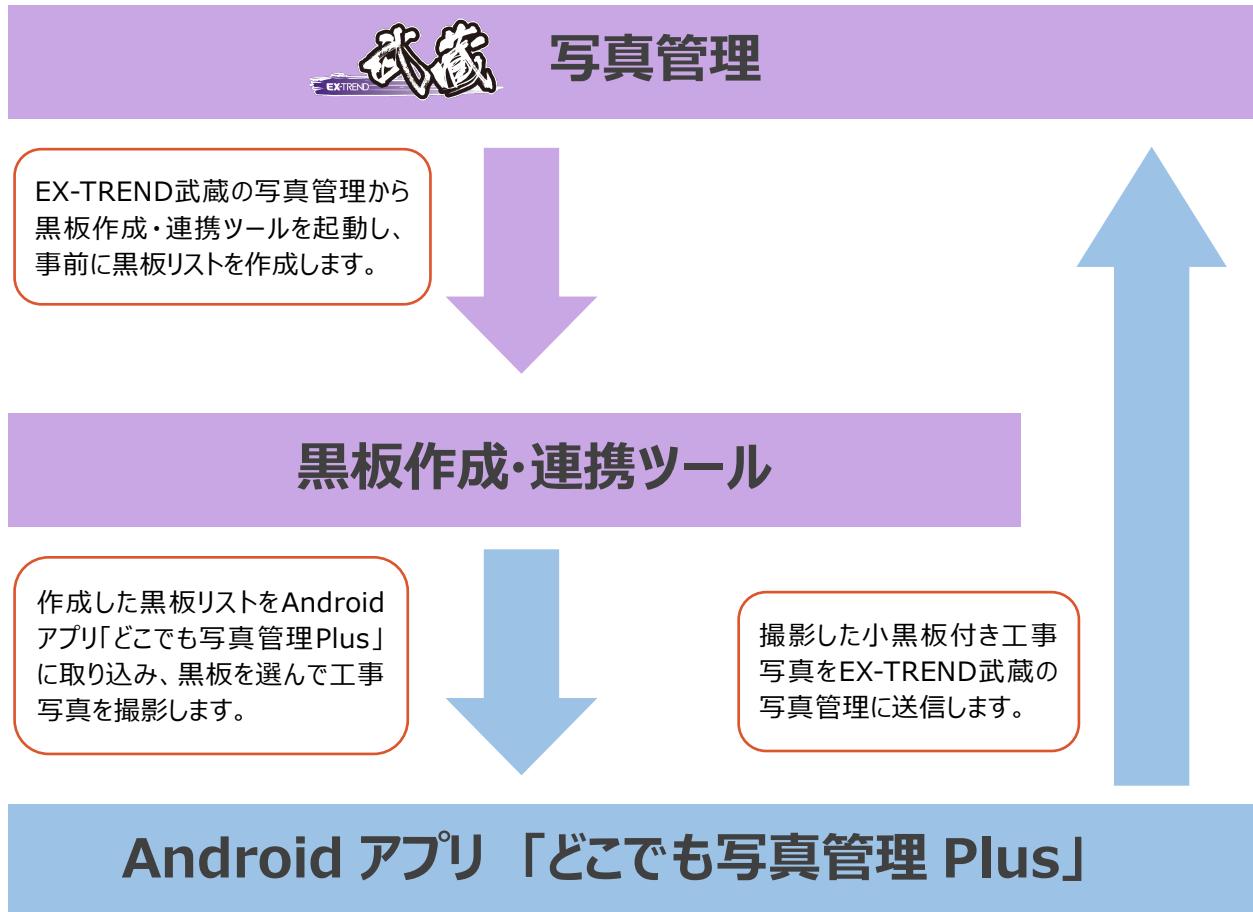 武蔵 写真管理
EX-TREND
EX-TREND武蔵の写真管理から
黒板作成・連携ツールを起動し、
事前に黒板リストを作成します。
黒板作成・連携ツール
作成した黒板リストをAndroid
アプリ「どこでも写真管理Plus」
に取り込み、黒板を選んで工事
写真を撮影します。
撮影した小黒板付き工事
写真をEX-TREND武蔵の
写真管理に送信します。
Android アプリ 「どこでも写真管理 Plus」